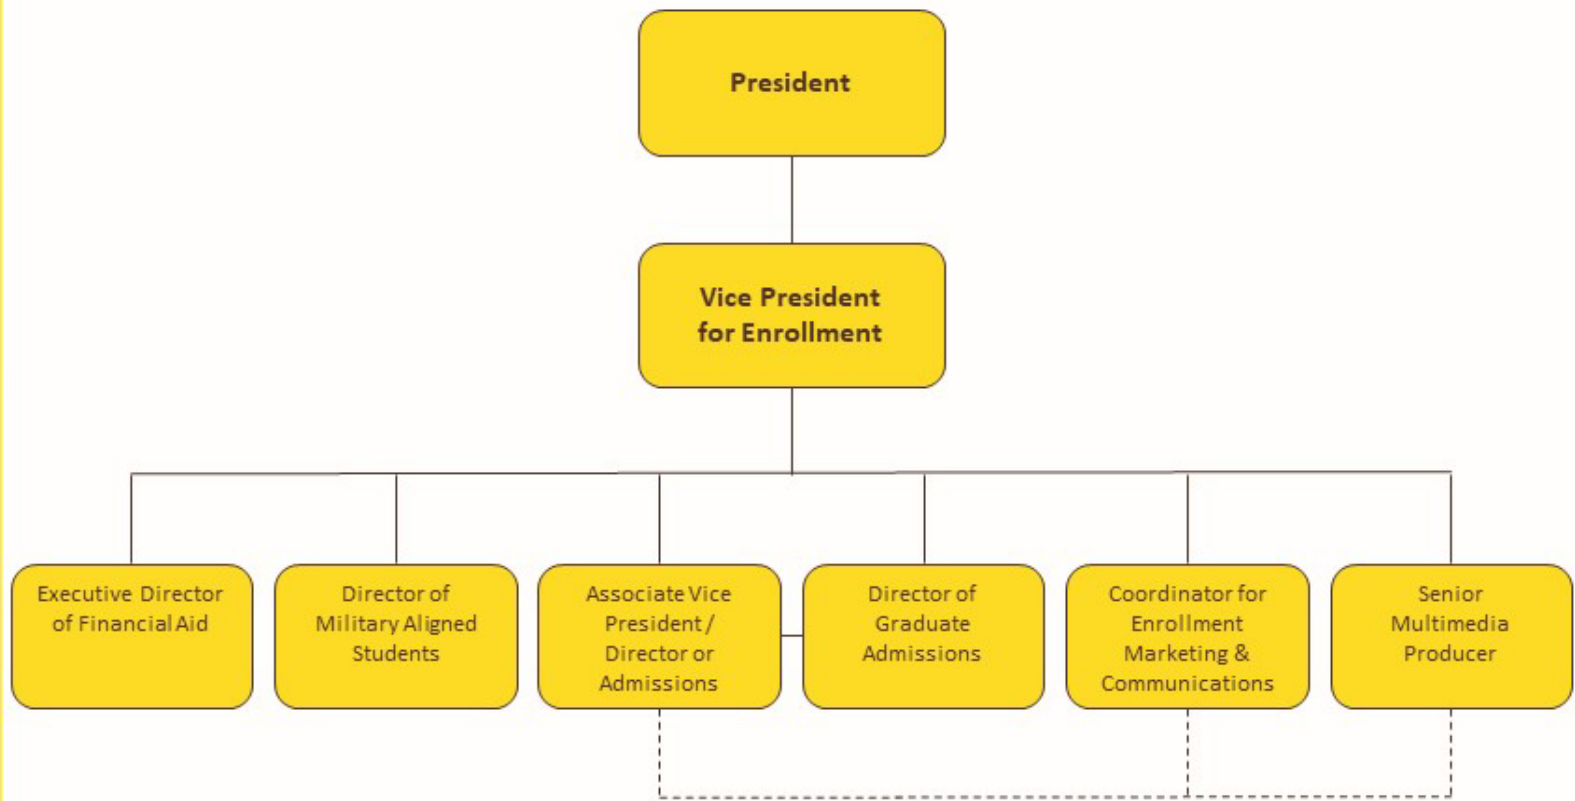 President
Vice President
for Enrollment
Executive Director
of Financial Aid
Director of
Military Aligned
Students
Associate Vice
President /
Director or
Admissions
Director of
Graduate
Admissions
Coordinator for
Enrollment
Marketing &
Communications
Senior
Multimedia
Producer